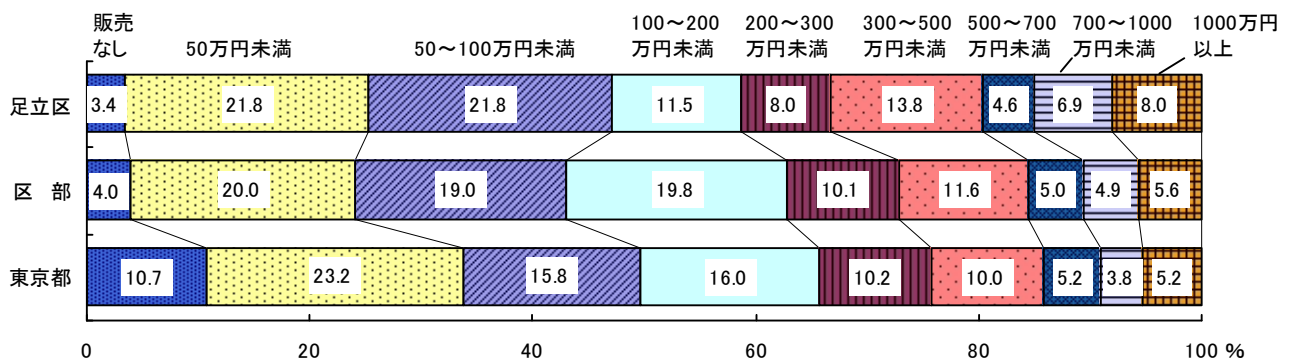 販売
なし
50万円未満
50～100万円未満
100～200
万円未満
200～300
万円未満
300～500
万円未満
500～700
万円未満
700～1000
万円未満
1000万円
以上
足立区 3.4 21.8 21.8 11.5 8.0 13.8 4.6 6.9 8.0
区　部 4.0 20.0 19.0 19.8 10.1 11.6 5.0 4.9 5.6
東京都 10.7 23.2 15.8 16.0 10.2 10.0 5.2 3.8 5.2
0 20 40 60 80 100 %